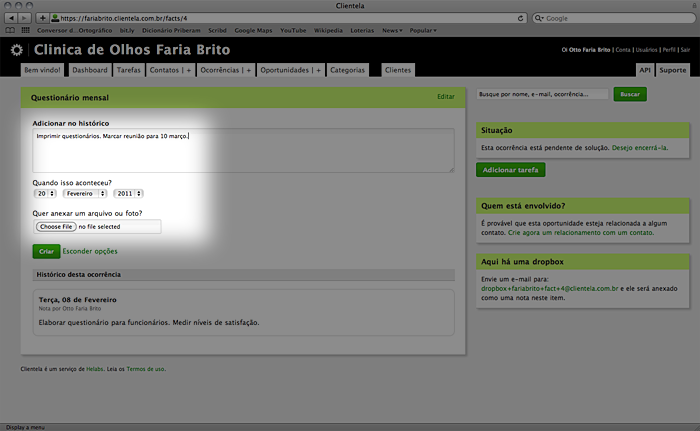 Clientela
https://fariabrito.clientela.com.br/facts/4
Google
Conversor d...Ortográfico bit.ly Dicionário Priberam Scribd Google Maps YouTube Wikipedia Loterias News Popular
Clinica de Olhos Faria Brito
Oi Otto Faria Brito | Conta | Usuários | Perfil | Sair
Bem vindo! Dashboard Tarefas Contatos | + Ocorrências | + Oportunidades | + Categorias Clientes API Suporte
Questionário mensal Editar
Adicionar no histórico
Imprimir questionários. Marcar reunião para 10 março.
Quando isso aconteceu?
20 Fevereiro 2011
Quer anexar um arquivo ou foto?
Choose File no file selected
Criar Esconder opções
Histórico desta ocorrência
Terça, 08 de Fevereiro
Nota por Otto Faria Brito
Elaborar questionário para funcionários. Medir níveis de satisfação.
Clientela é um serviço de Helabs. Leia os Termos de uso.
Busque por nome, e-mail, ocorrência... Buscar
Situação
Esta ocorrência está pendente de solução. Desejo encerrá-la.
Adicionar tarefa
Quem está envolvido?
É provável que esta oportunidade esteja relacionada a algum
contato. Crie agora um relacionamento com um contato.
Aqui há uma dropbox
Envie um e-mail para:
dropbox+fariabrito+fact+4@clientela.com.br e ele será anexado
como uma nota neste item.
Display a menu